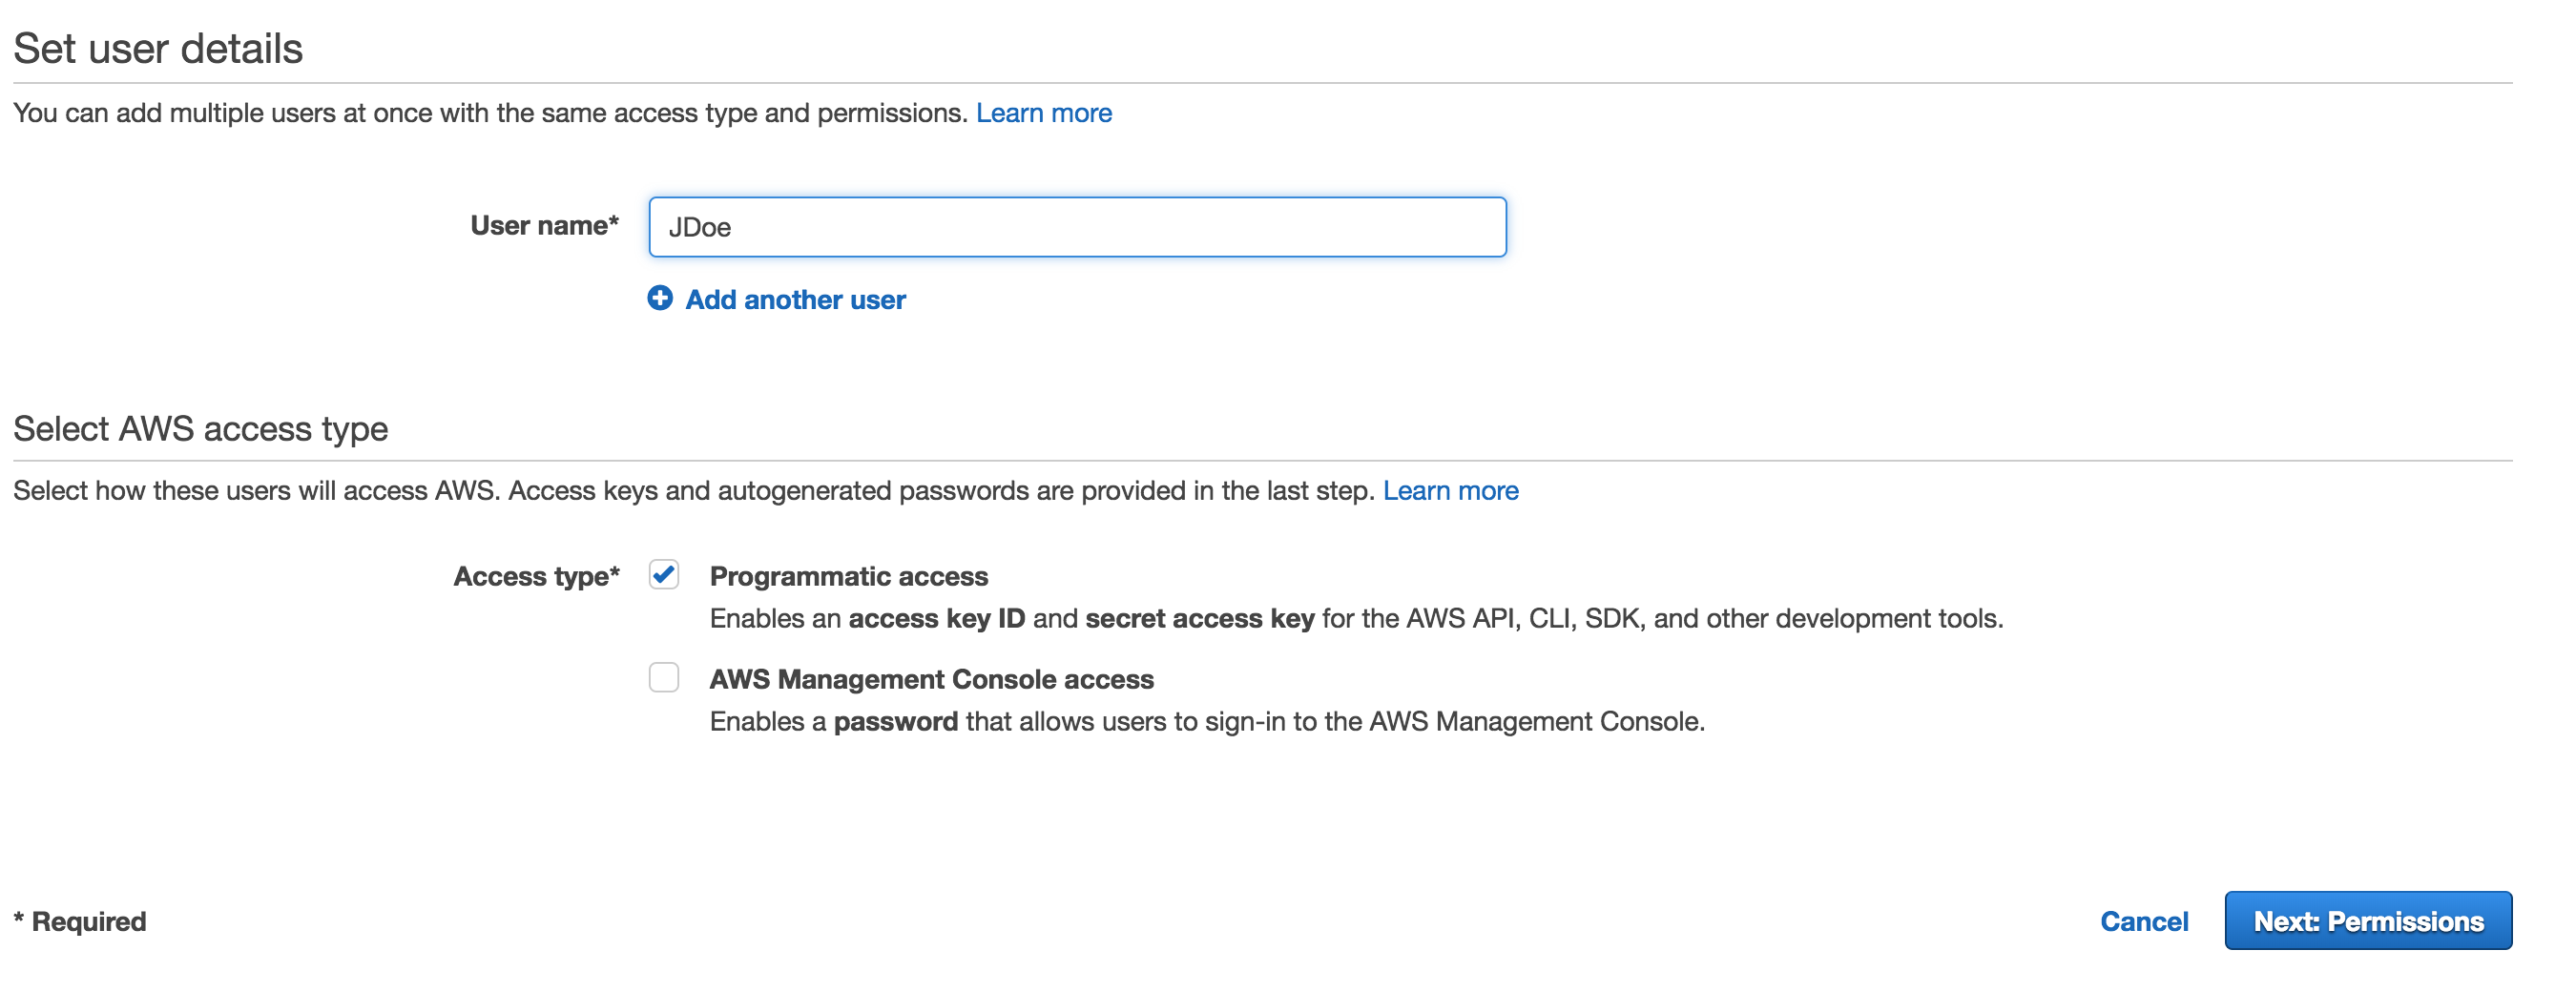 Set user details
You can add multiple users at once with the same access type and permissions. Learn more
User name* JDoe
Add another user
Select AWS access type
Select how these users will access AWS. Access keys and autogenerated passwords are provided in the last step. Learn more
Access type* Programmatic access
Enables an access key ID and secret access key for the AWS API, CLI, SDK, and other development tools.
AWS Management Console access
Enables a password that allows users to sign-in to the AWS Management Console.
* Required Cancel Next: Permissions